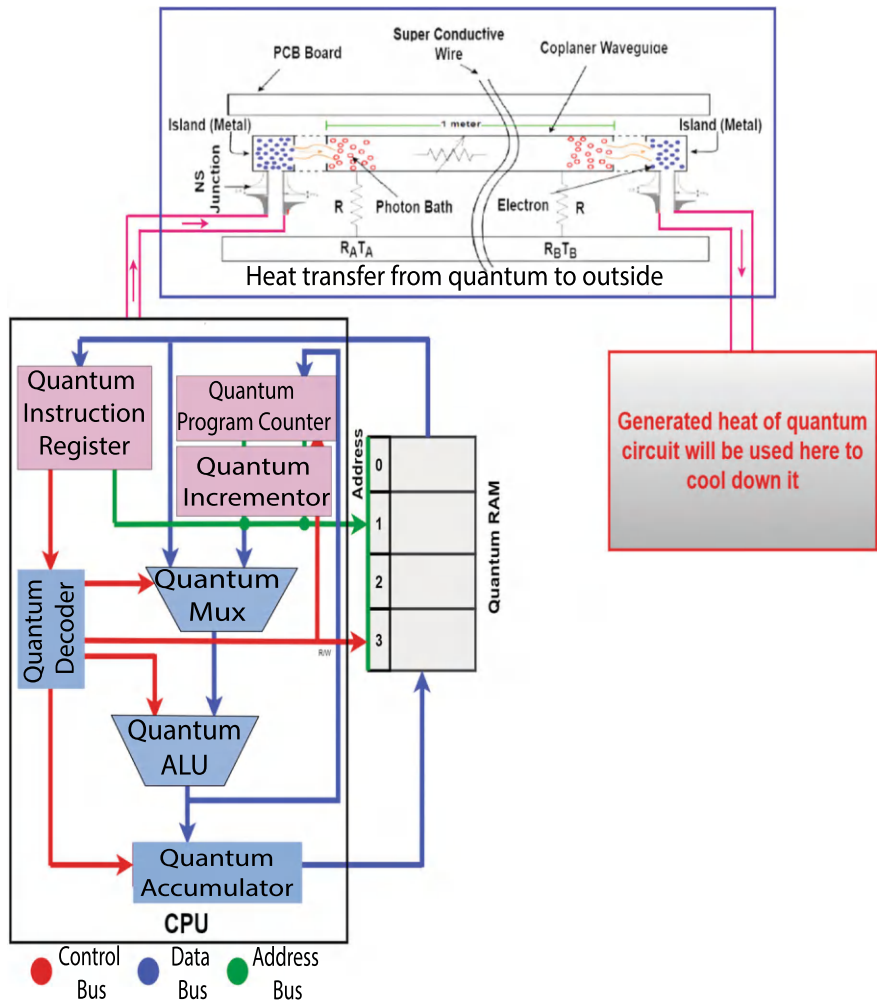 Super Conductive
Wire
PCB Board
Coplaner Waveguide
Island (Metal)
1 meter
Island (Metal)
NS
Junction
R
Photon Bath
Electron
R
RATA
RBTB
Heat transfer from quantum to outside
Quantum
Instruction
Register
Quantum
Program Counter
Quantum
Incrementor
Address
0
1
2
3
Quantum RAM
Generated heat of quantum
circuit will be used here to
cool down it
Quantum
Decoder
Quantum
Mux
R/W
Quantum
ALU
Quantum
Accumulator
CPU
Control
Bus
Data
Bus
Address
Bus